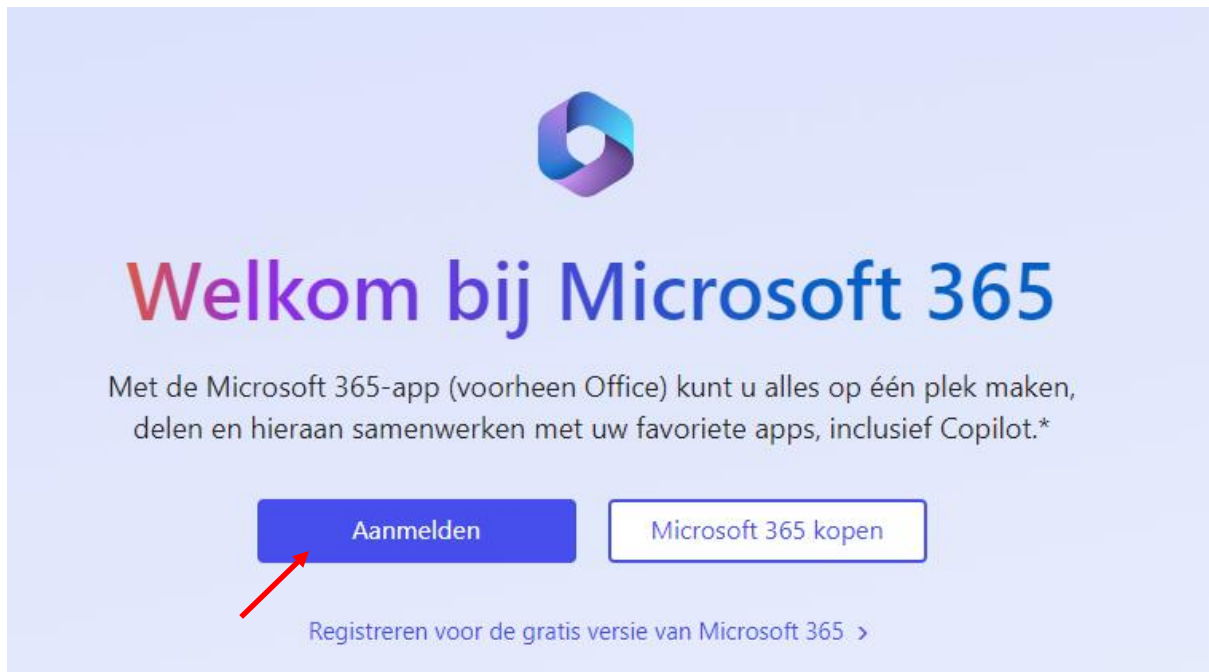 Welkom bij Microsoft 365
Met de Microsoft 365-app (voorheen Office) kunt u alles op één plek maken,
delen en hieraan samenwerken met uw favoriete apps, inclusief Copilot.*
Aanmelden
Microsoft 365 kopen
Registreren voor de gratis versie van Microsoft 365 >